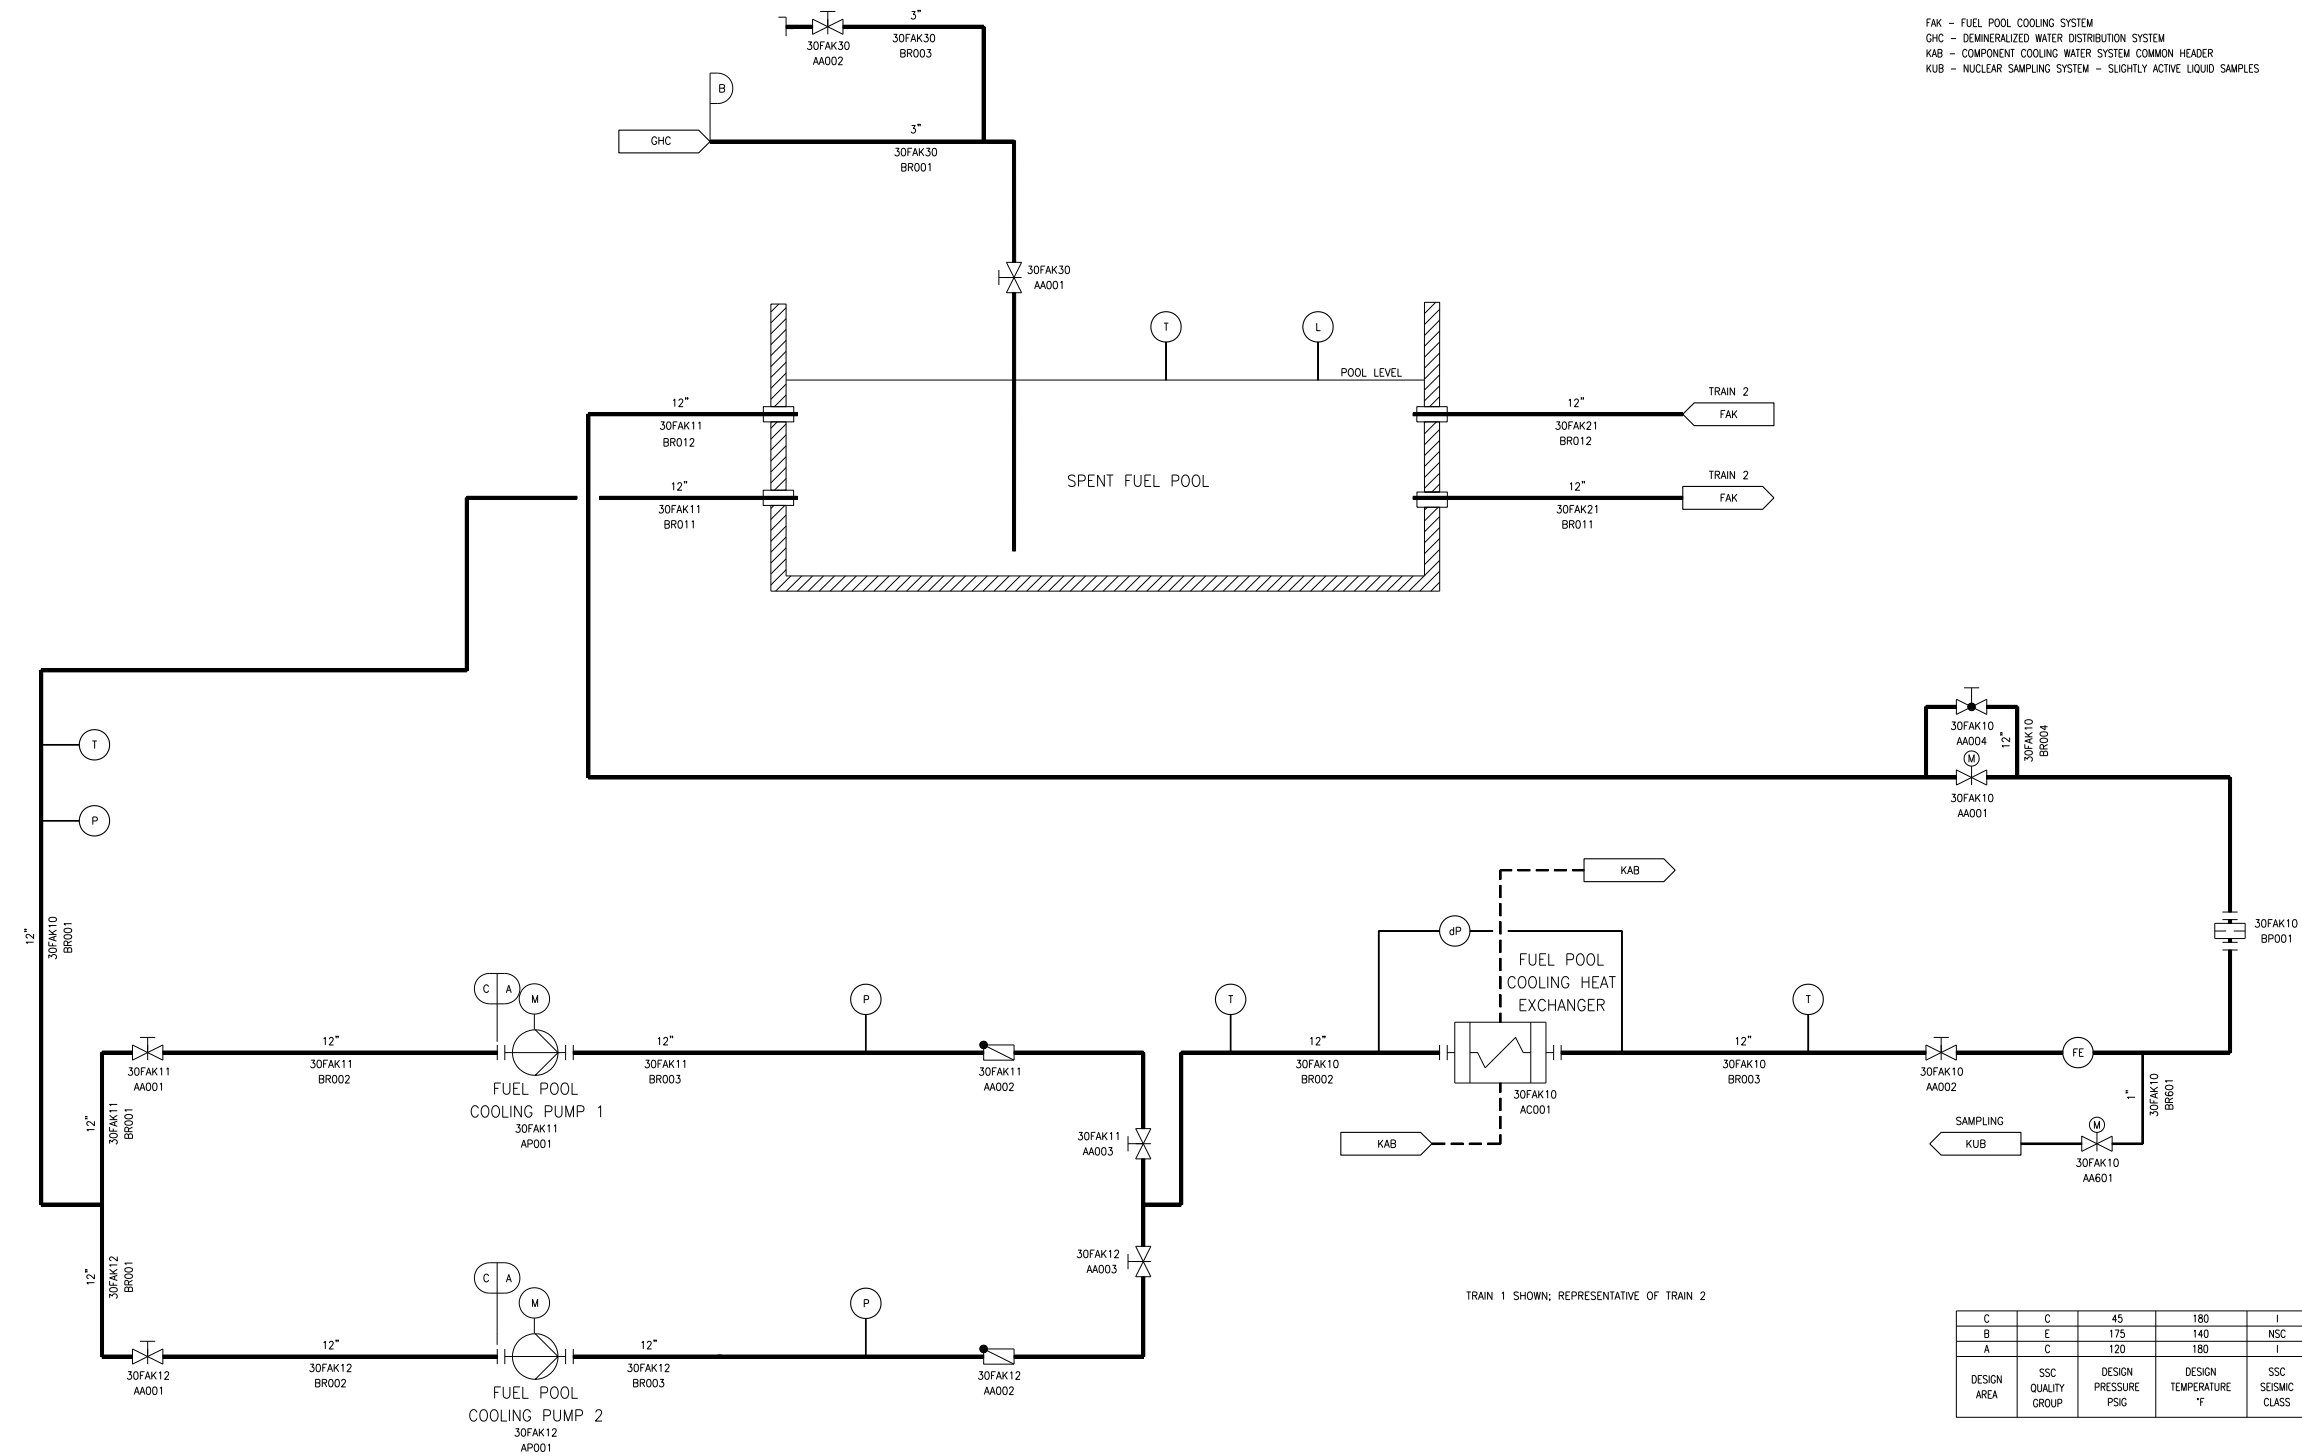 3"
30FAK30
AA002
30FAK30
BR003
FAK - FUEL POOL COOLING SYSTEM
GHC - DEMINERALIZED WATER DISTRIBUTION SYSTEM
KAB - COMPONENT COOLING WATER SYSTEM COMMON HEADER
KUB - NUCLEAR SAMPLING SYSTEM - SLIGHTLY ACTIVE LIQUID SAMPLES
B
GHC
3"
30FAK30
BR001
30FAK30
AA001
T
L
POOL LEVEL
12"
30FAK11
BR012
12"
30FAK11
BR011
SPENT FUEL POOL
12"
30FAK21
BR012
TRAIN 2
FAK
12"
30FAK21
BR011
TRAIN 2
FAK
T
P
12"
30FAK10
BR001
30FAK10
AA004
12"
30FAK10
BR004
M
30FAK10
AA001
KAB
dP
FUEL POOL
COOLING HEAT
EXCHANGER
30FAK10
BP001
C A
M
P
T
T
30FAK11
AA001
12"
30FAK11
BR002
12"
30FAK11
BR003
30FAK11
AA002
FUEL POOL
COOLING PUMP 1
30FAK11
AP001
12"
30FAK11
BR001
30FAK11
AA003
12"
30FAK10
BR002
30FAK10
AC001
KAB
12"
30FAK10
BR003
30FAK10
AA002
FE
1"
30FAK10
BR601
SAMPLING
KUB
M
30FAK10
AA601
12"
30FAK12
BR001
30FAK12
AA003
C A
M
P
30FAK12
AA001
12"
30FAK12
BR002
12"
30FAK12
BR003
30FAK12
AA002
FUEL POOL
COOLING PUMP 2
30FAK12
AP001
TRAIN 1 SHOWN; REPRESENTATIVE OF TRAIN 2
C C 45 180 I
B E 175 140 NSC
A C 120 180 I
DESIGN
AREA
SSC
QUALITY
GROUP
DESIGN
PRESSURE
PSIG
DESIGN
TEMPERATURE
°F
SSC
SEISMIC
CLASS